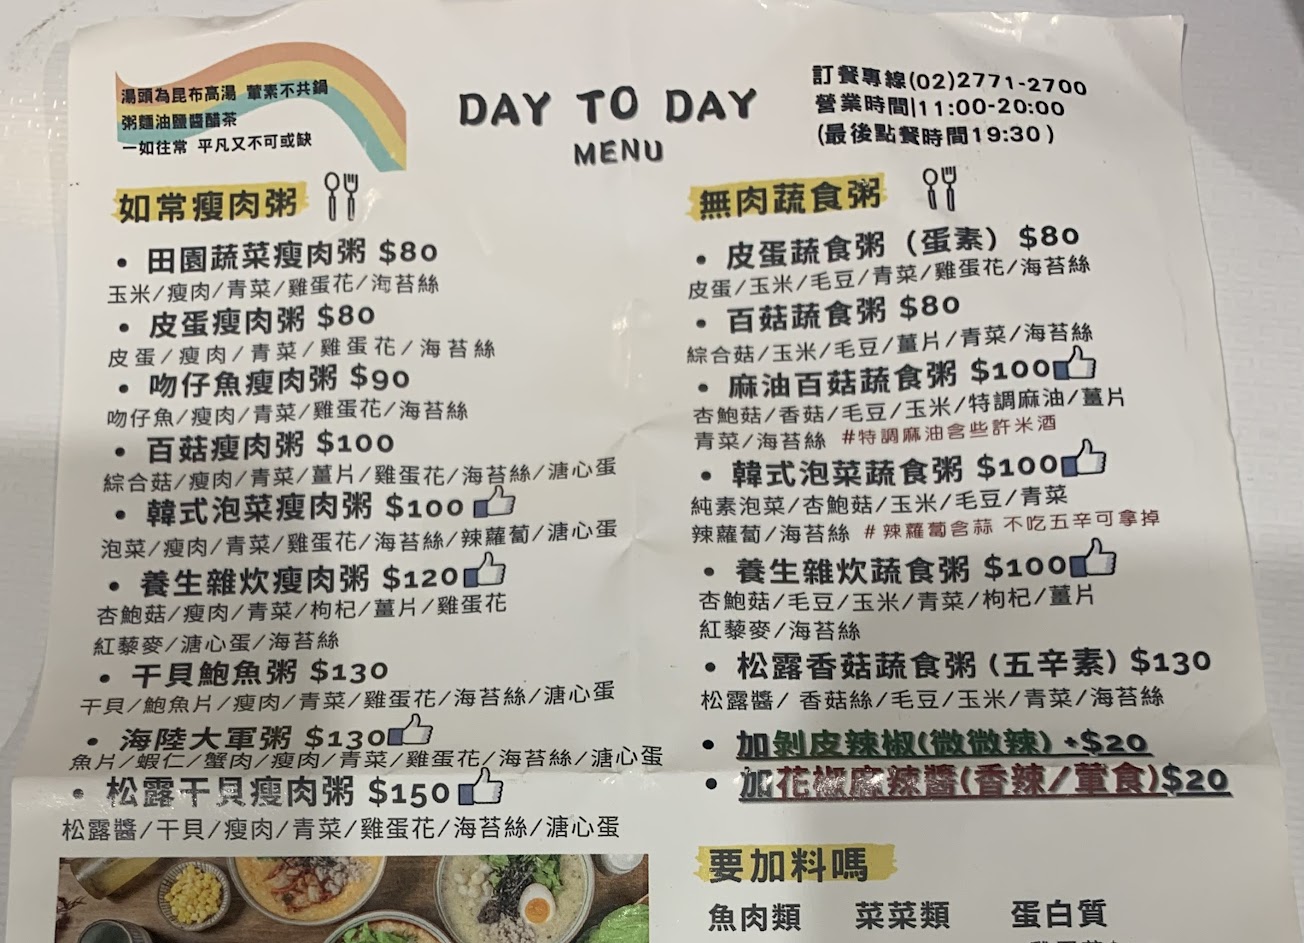 湯頭為昆布高湯 葷素不共鍋
粥麵油鹽醬醋茶
一如往常 平凡又不可或缺
DAY TO DAY
MENU
訂餐專線(02)2771-2700
營業時間|11:00-20:00
(最後點餐時間19:30)
如常瘦肉粥
• 田園蔬菜瘦肉粥 $80
玉米/瘦肉/青菜/雞蛋花/海苔絲
• 皮蛋瘦肉粥 $80
皮蛋/瘦肉/青菜/雞蛋花/海苔絲
• 吻仔魚瘦肉粥 $90
吻仔魚/瘦肉/青菜/雞蛋花/海苔絲
• 百菇瘦肉粥 $100
綜合菇/瘦肉/青菜/薑片/雞蛋花/海苔絲/溏心蛋
• 韓式泡菜瘦肉粥 $100
泡菜/瘦肉/青菜/雞蛋花/海苔絲/辣蘿蔔/溏心蛋
• 養生雜炊瘦肉粥 $120
杏鮑菇/瘦肉/青菜/枸杞/薑片/雞蛋花
紅藜麥/溏心蛋/海苔絲
• 干貝鮑魚粥 $130
干貝/鮑魚片/瘦肉/青菜/雞蛋花/海苔絲/溏心蛋
• 海陸大軍粥 $130
魚片/蝦仁/蟹肉/瘦肉/青菜/雞蛋花/海苔絲/溏心蛋
• 松露干貝瘦肉粥 $150
松露醬/干貝/瘦肉/青菜/雞蛋花/海苔絲/溏心蛋
無肉蔬食粥
• 皮蛋蔬食粥（蛋素）$80
皮蛋/玉米/毛豆/青菜/雞蛋花/海苔絲
• 百菇蔬食粥 $80
綜合菇/玉米/毛豆/薑片/青菜/海苔絲
• 麻油百菇蔬食粥 $100
杏鮑菇/香菇/毛豆/玉米/特調麻油/薑片
青菜/海苔絲 #特調麻油含些許米酒
• 韓式泡菜蔬食粥 $100
純素泡菜/杏鮑菇/玉米/毛豆/青菜
辣蘿蔔/海苔絲 #辣蘿蔔含蒜 不吃五辛可拿掉
• 養生雜炊蔬食粥 $100
杏鮑菇/毛豆/玉米/青菜/枸杞/薑片
紅藜麥/海苔絲
• 松露香菇蔬食粥 (五辛素) $130
松露醬/ 香菇絲/毛豆/玉米/青菜/海苔絲
• 加剝皮辣椒(微微辣) +$20
• 加花椒麻辣醬(香辣/葷食)$20
要加料嗎
魚肉類 菜菜類 蛋白質